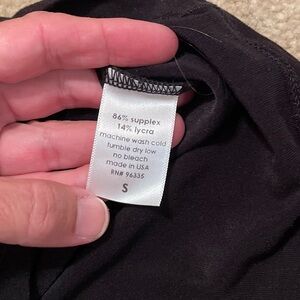 86% supplex
14% lycra
machine wash cold
tumble dry low
no bleach
made in USA
RN# 96335
S